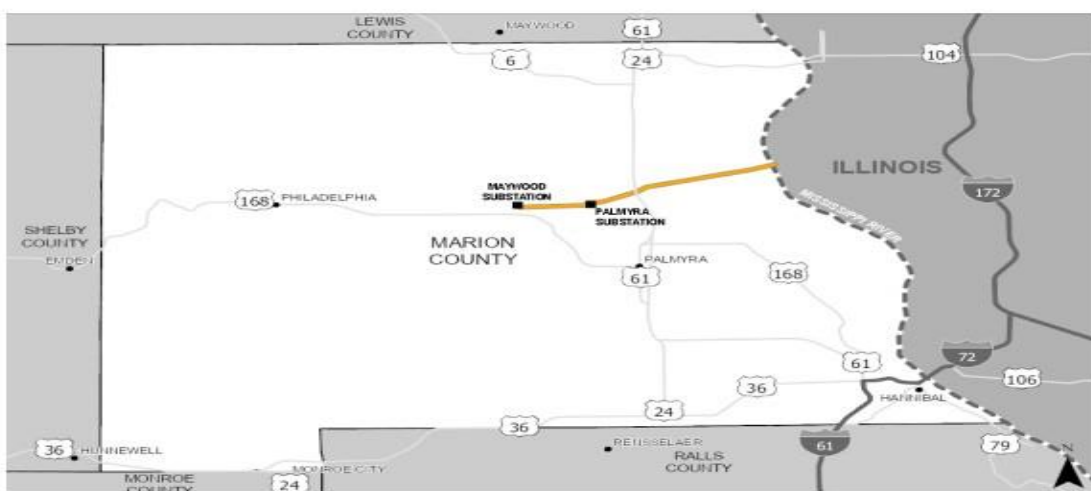 LEWIS
COUNTY
MAYWOOD
61
6
24
104
ILLINOIS
172
MAYWOOD
SUBSTATION
PALMYRA
SUBSTATION
168
PHILADELPHIA
MISSISSIPPI RIVER
SHELBY
COUNTY
EMDEN
MARION
COUNTY
PALMYRA
61
168
61
72
106
36
HANNIBAL
24
36
61
79
36
HUNNEWELL
RENSSELAER
RALLS
COUNTY
MONROE CITY
MONROE
COUNTY
24
N